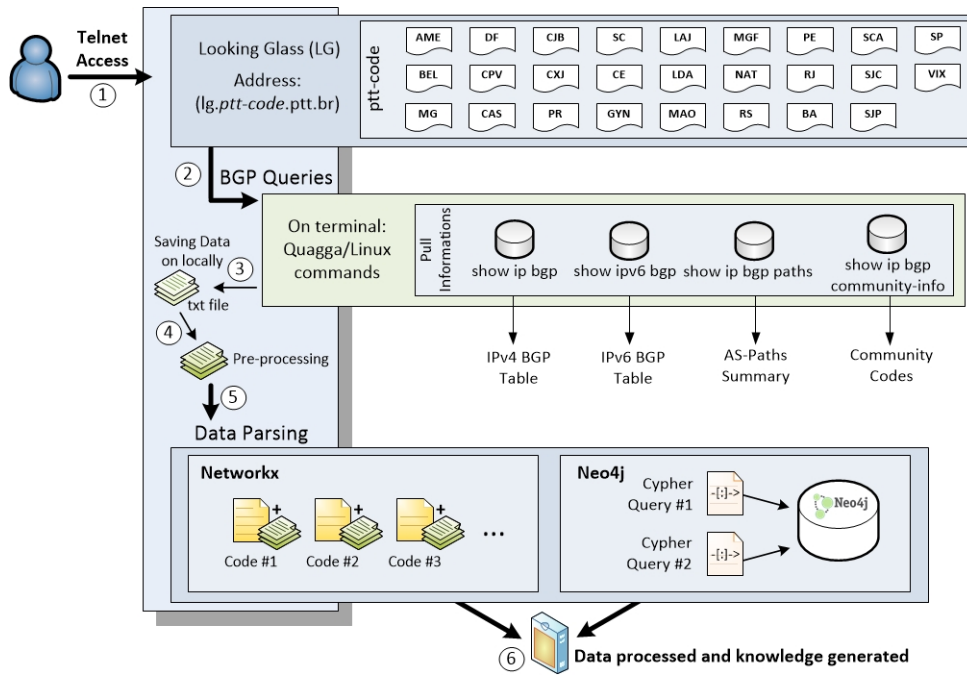 Telnet
Access
1
Looking Glass (LG)
Address:
(lg.ptt-code.ptt.br)
ptt-code
AME DF CJB SC LAJ MGF PE SCA SP
BEL CPV CXJ CE LDA NAT RJ SJC VIX
MG CAS PR GYN MAO RS BA SJP
2
BGP Queries
On terminal:
Quagga/Linux
commands
Pull
Informations
show ip bgp
show ipv6 bgp
show ip bgp paths
show ip bgp
community-info
Saving Data
on locally
3
txt file
4
Pre-processing
IPv4 BGP
Table
IPv6 BGP
Table
AS-Paths
Summary
Community
Codes
5
Data Parsing
Networkx
Code #1
+
Code #2
+
Code #3
+
...
Neo4j
Cypher
Query #1
-[:]->
Cypher
Query #2
-[:]->
Neo4j
6
Data processed and knowledge generated